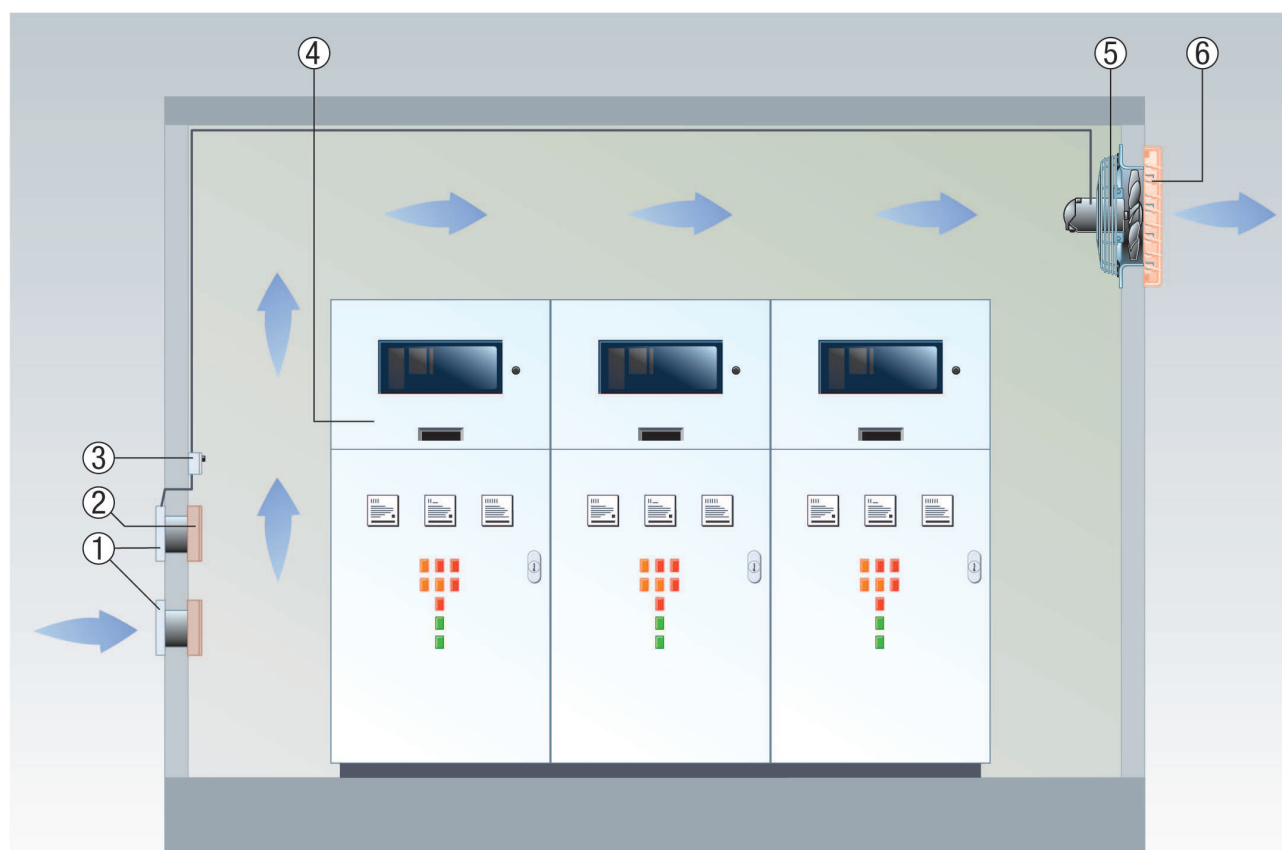 ④ ⑤ ⑥
③
②
①